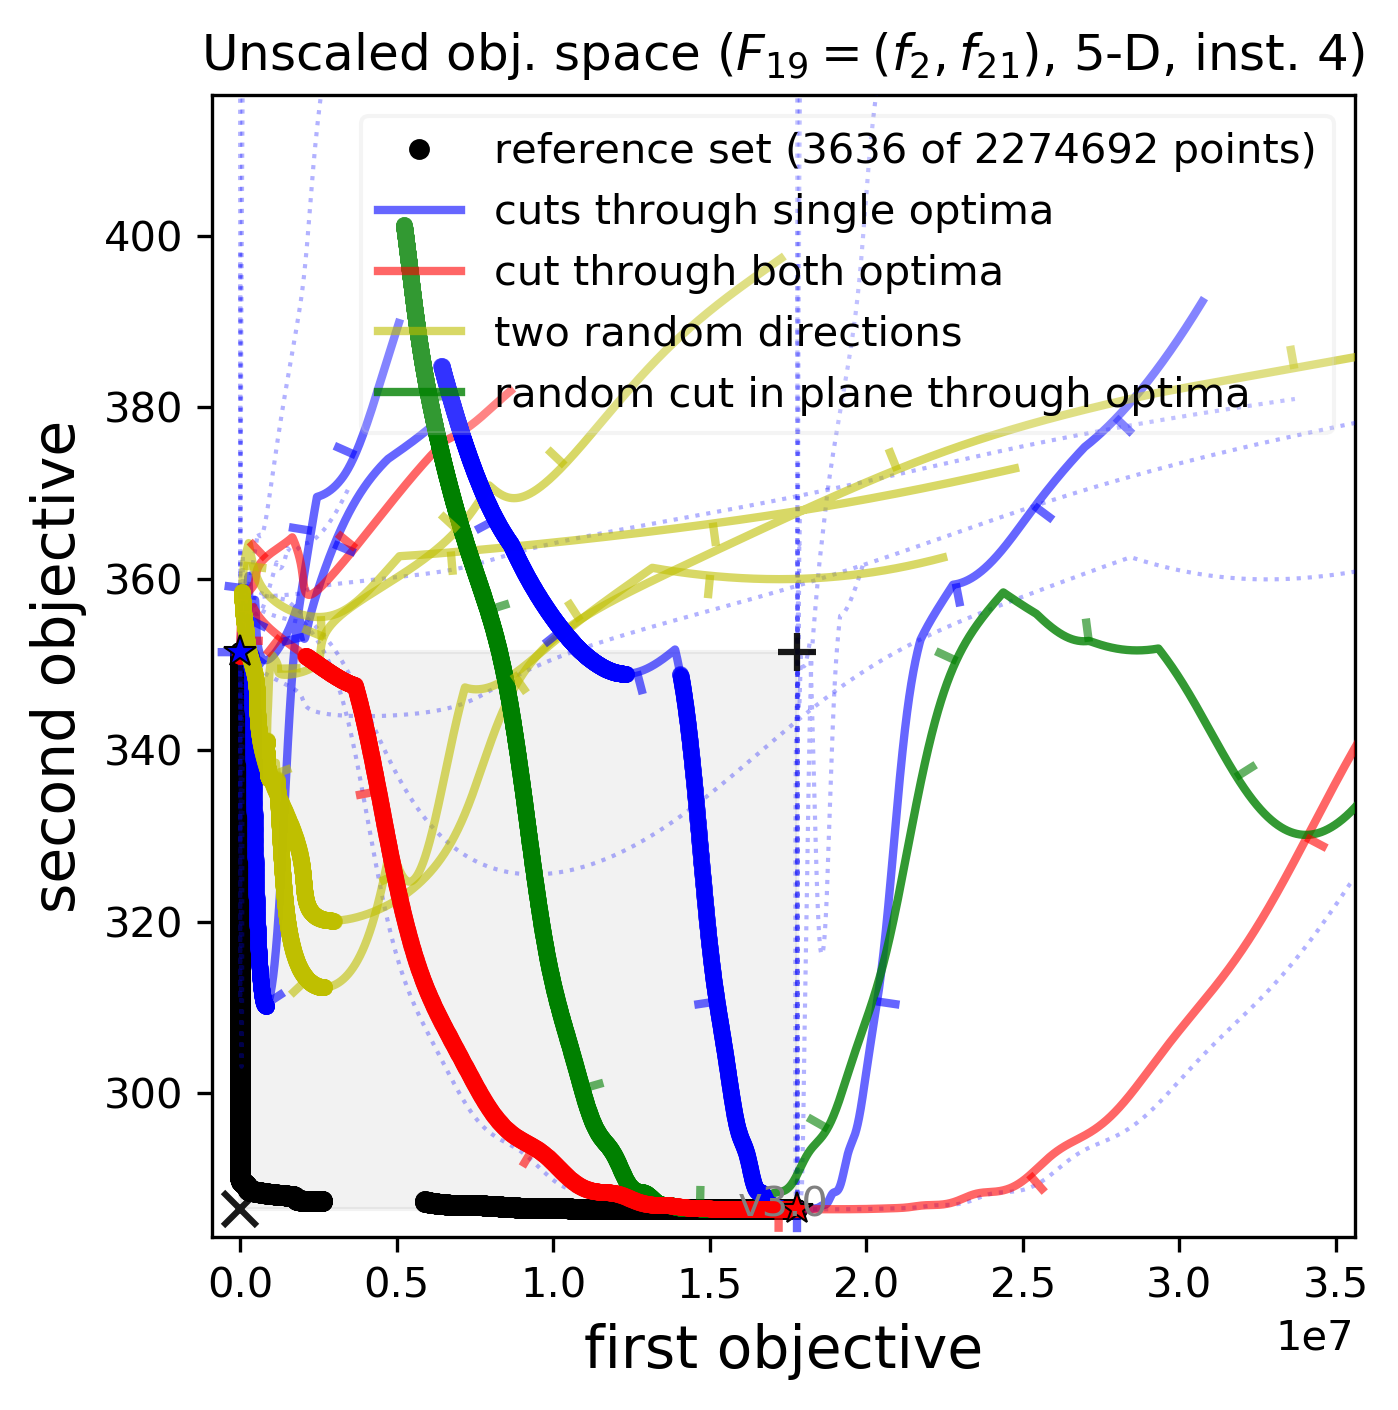 Unscaled obj. space (F₁₉ = (f₂, f₂₁), 5-D, inst. 4)
reference set (3636 of 2274692 points)
cuts through single optima
cut through both optima
two random directions
random cut in plane through optima
second objective
400
380
360
340
320
300
v3.0
0.0 0.5 1.0 1.5 2.0 2.5 3.0 3.5
1e7
first objective